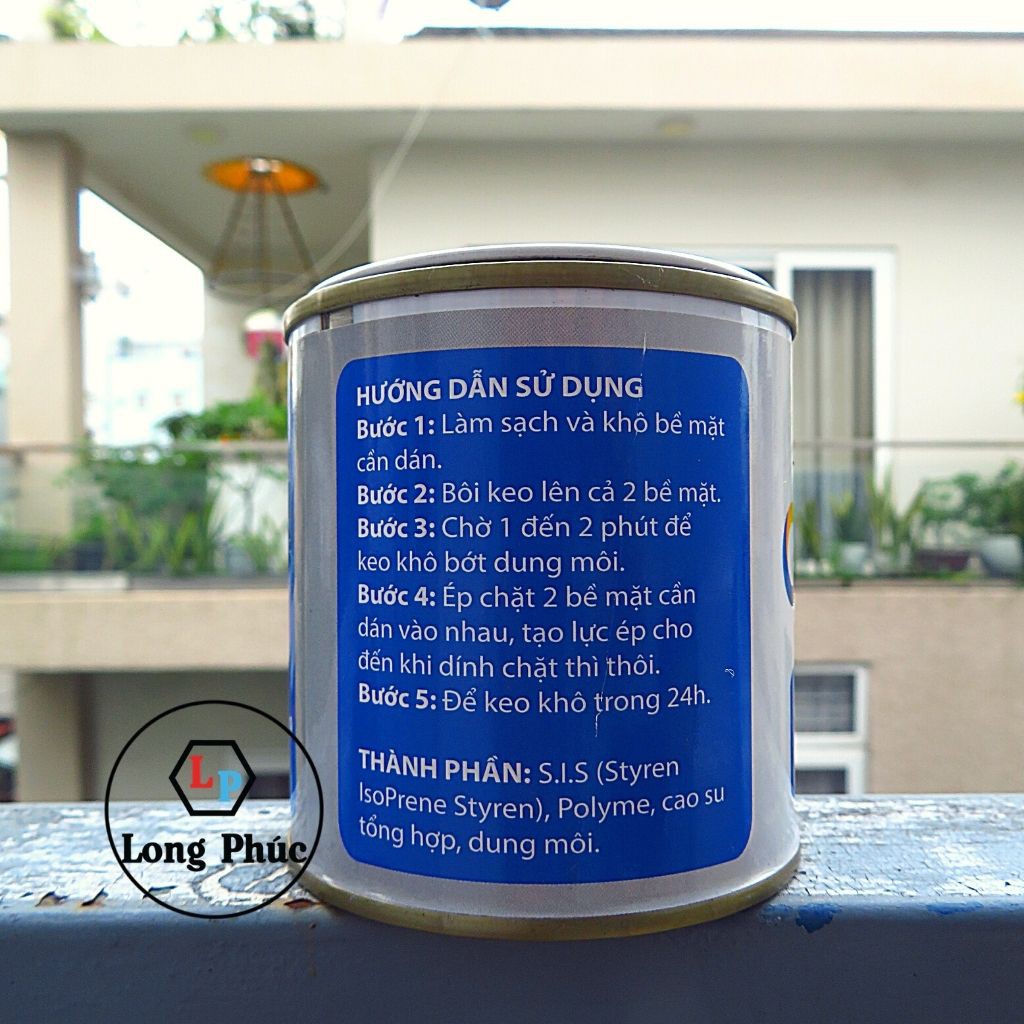 HƯỚNG DẪN SỬ DỤNG
Bước 1: Làm sạch và khô bề mặt
cần dán.
Bước 2: Bôi keo lên cả 2 bề mặt.
Bước 3: Chờ 1 đến 2 phút để
keo khô bớt dung môi.
Bước 4: Ép chặt 2 bề mặt cần
dán vào nhau, tạo lực ép cho
đến khi dính chặt thì thôi.
Bước 5: Để keo khô trong 24h.
THÀNH PHẦN: S.I.S (Styren
IsoPrene Styren), Polyme, cao su
tổng hợp, dung môi.
LP
Long Phúc